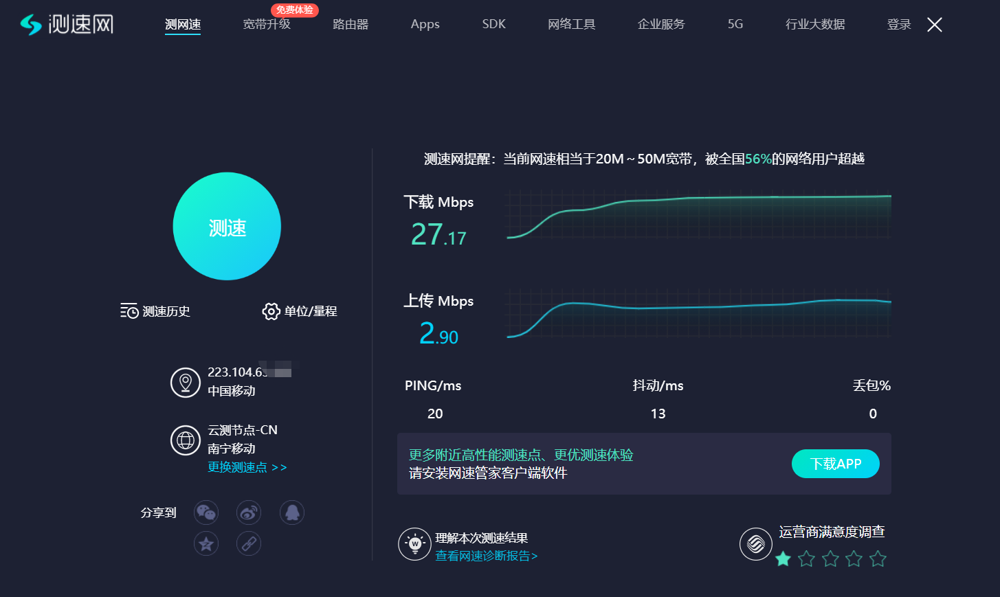 测速网
测网速
宽带升级
免费体验
路由器
Apps
SDK
网络工具
企业服务
5G
行业大数据
登录
测速
测速历史
单位/量程
223.104.6
中国移动
云测节点-CN
南宁移动
更换测速点 >>
分享到
测速网提醒：当前网速相当于20M～50M宽带，被全国56%的网络用户超越
下载 Mbps
27.17
上传 Mbps
2.90
PING/ms
抖动/ms
丢包%
20
13
0
更多附近高性能测速点、更优测速体验
请安装网速管家客户端软件
下载APP
W
理解本次测速结果
查看网速诊断报告>
运营商满意度调查